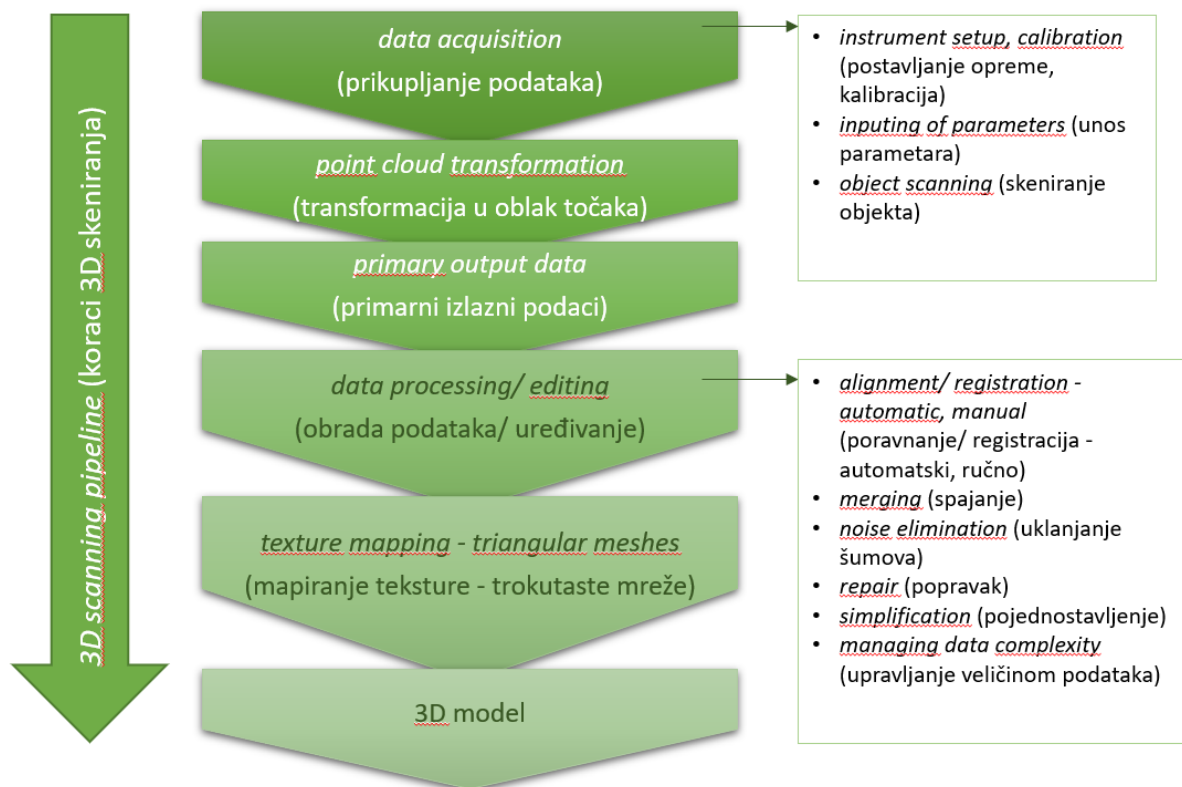 3D scanning pipeline (koraci 3D skeniranja)
data acquisition
(prikupljanje podataka)
point cloud transformation
(transformacija u oblak točaka)
primary output data
(primarni izlazni podaci)
data processing/ editing
(obrada podataka/ uređivanje)
texture mapping - triangular meshes
(mapiranje teksture - trokutaste mreže)
3D model
• instrument setup, calibration
(postavljanje opreme,
kalibracija)
• inputing of parameters (unos
parametara)
• object scanning (skeniranje
objekta)
• alignment/ registration -
automatic, manual
(poravnanje/ registracija -
automatski, ručno)
• merging (spajanje)
• noise elimination (uklanjanje
šumova)
• repair (popravak)
• simplification (pojednostavljenje)
• managing data complexity
(upravljanje veličinom podataka)